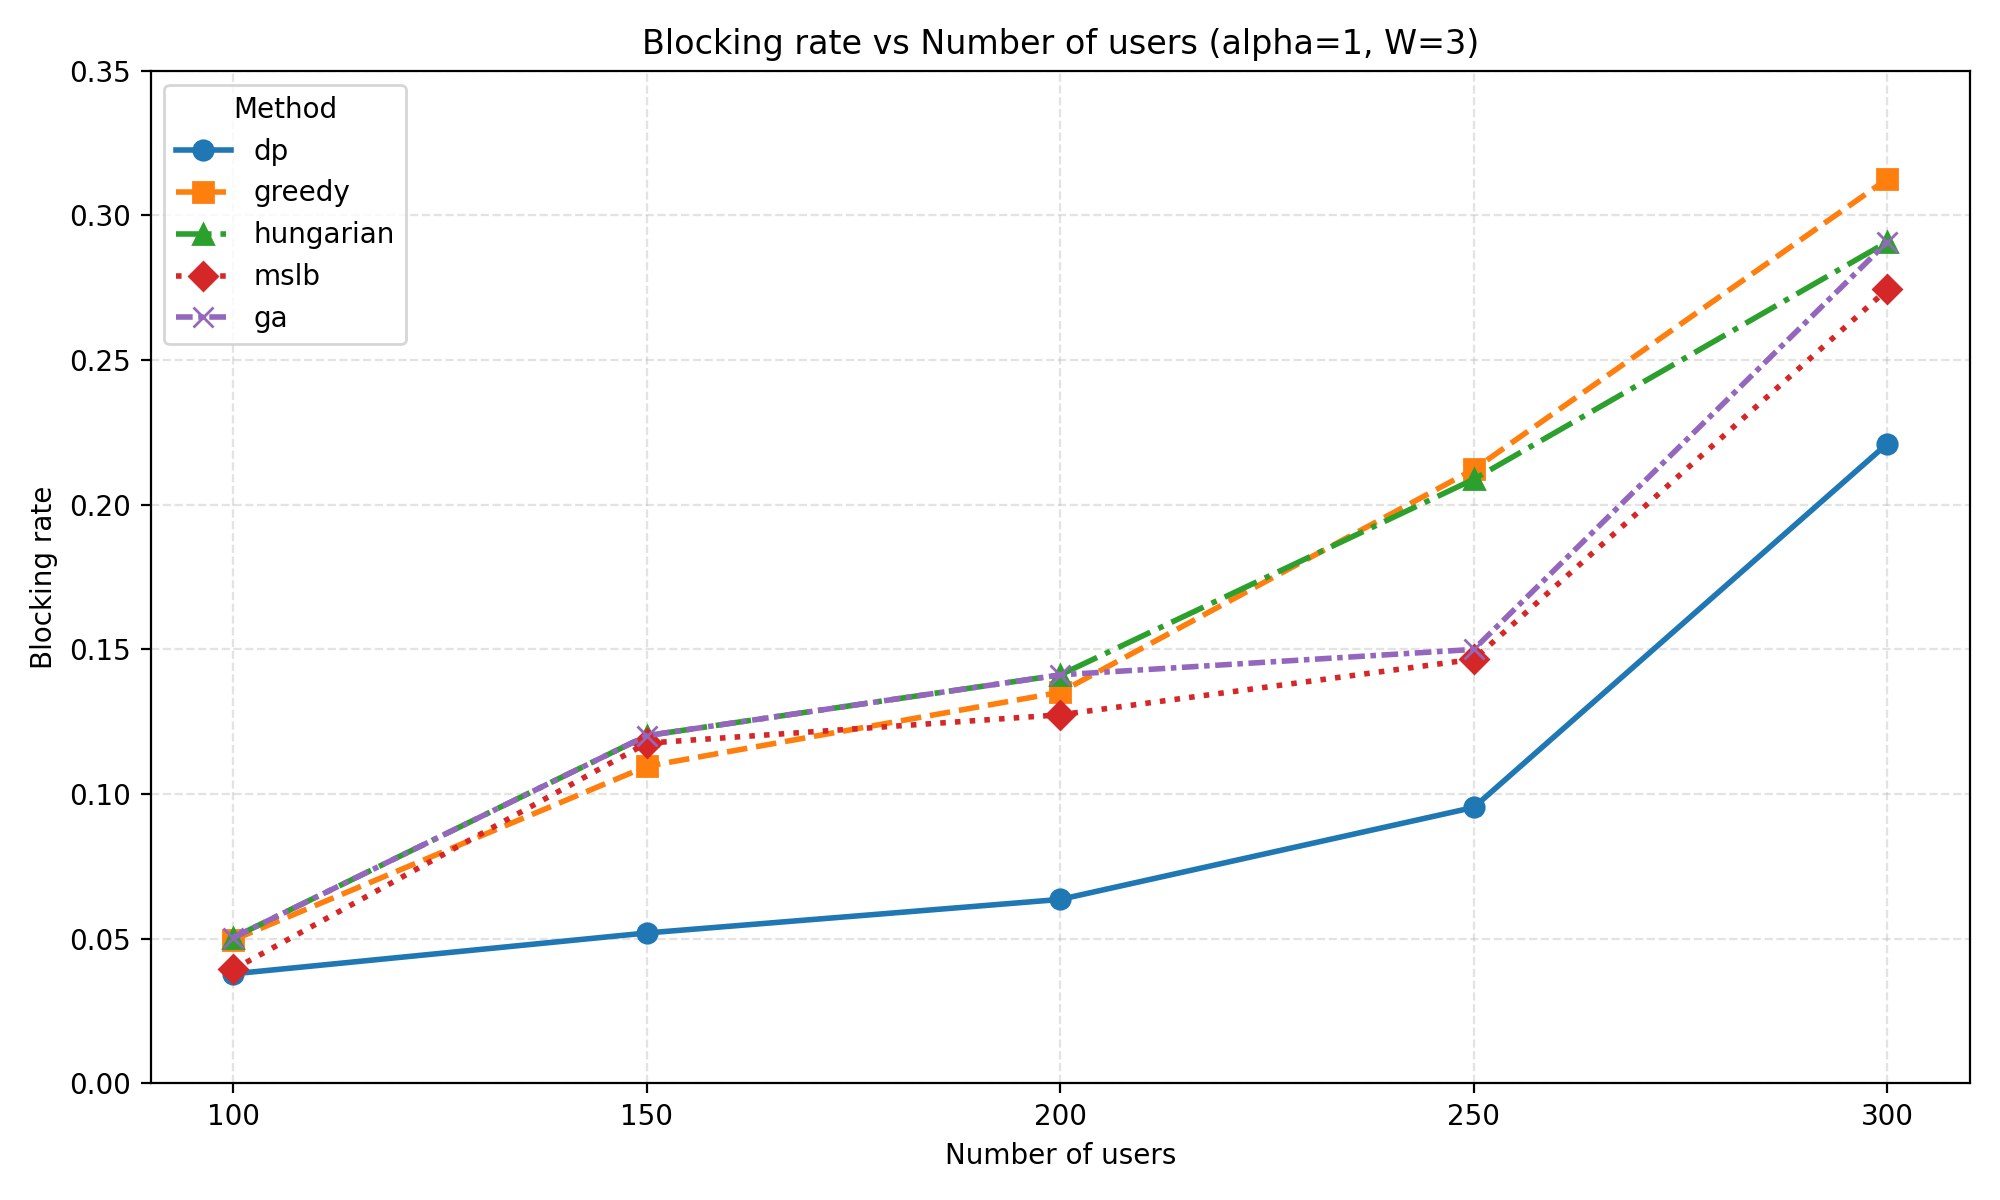 Blocking rate vs Number of users (alpha=1, W=3)
0.35
0.30
0.25
0.20
0.15
0.10
0.05
0.00
Blocking rate
Method
dp
greedy
hungarian
mslb
ga
100 150 200 250 300
Number of users